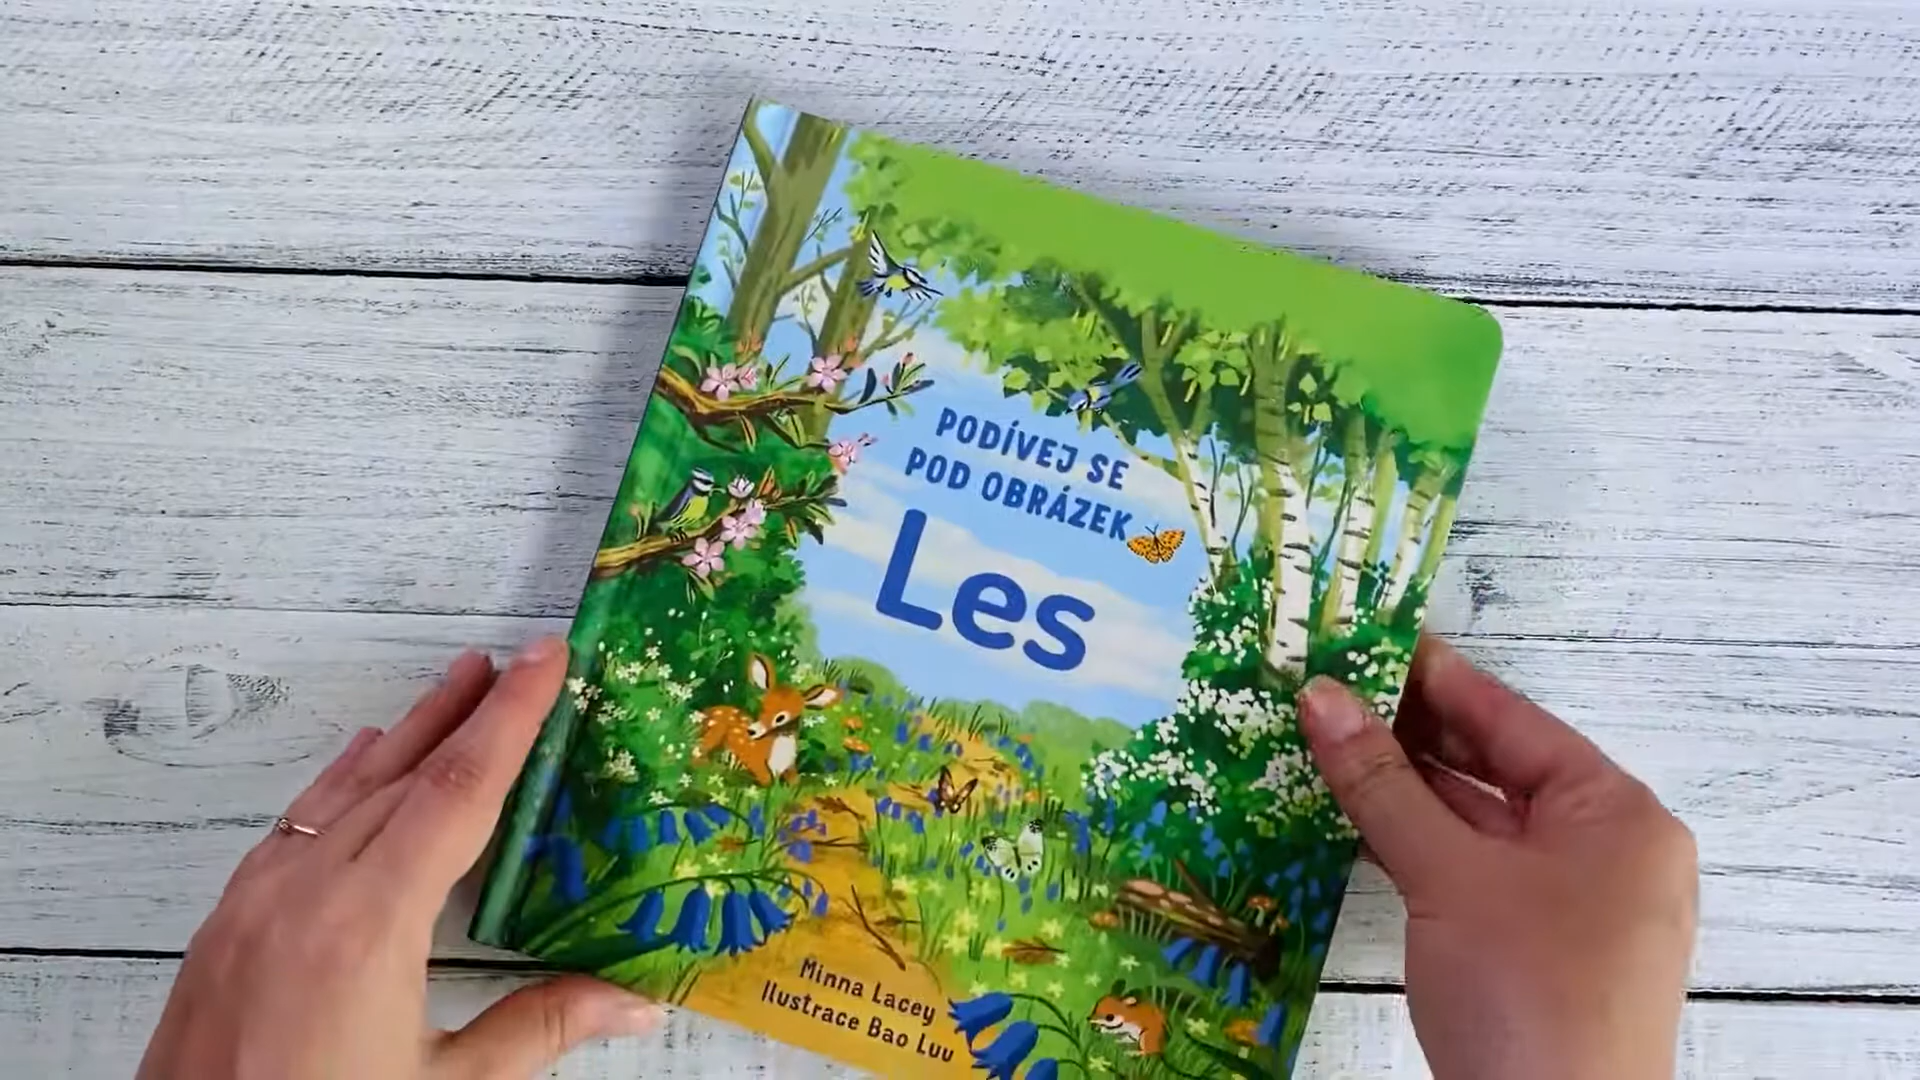 PODÍVEJ SE
POD OBRÁZEK
Les
Minna Lacey
Ilustrace Bao Luu